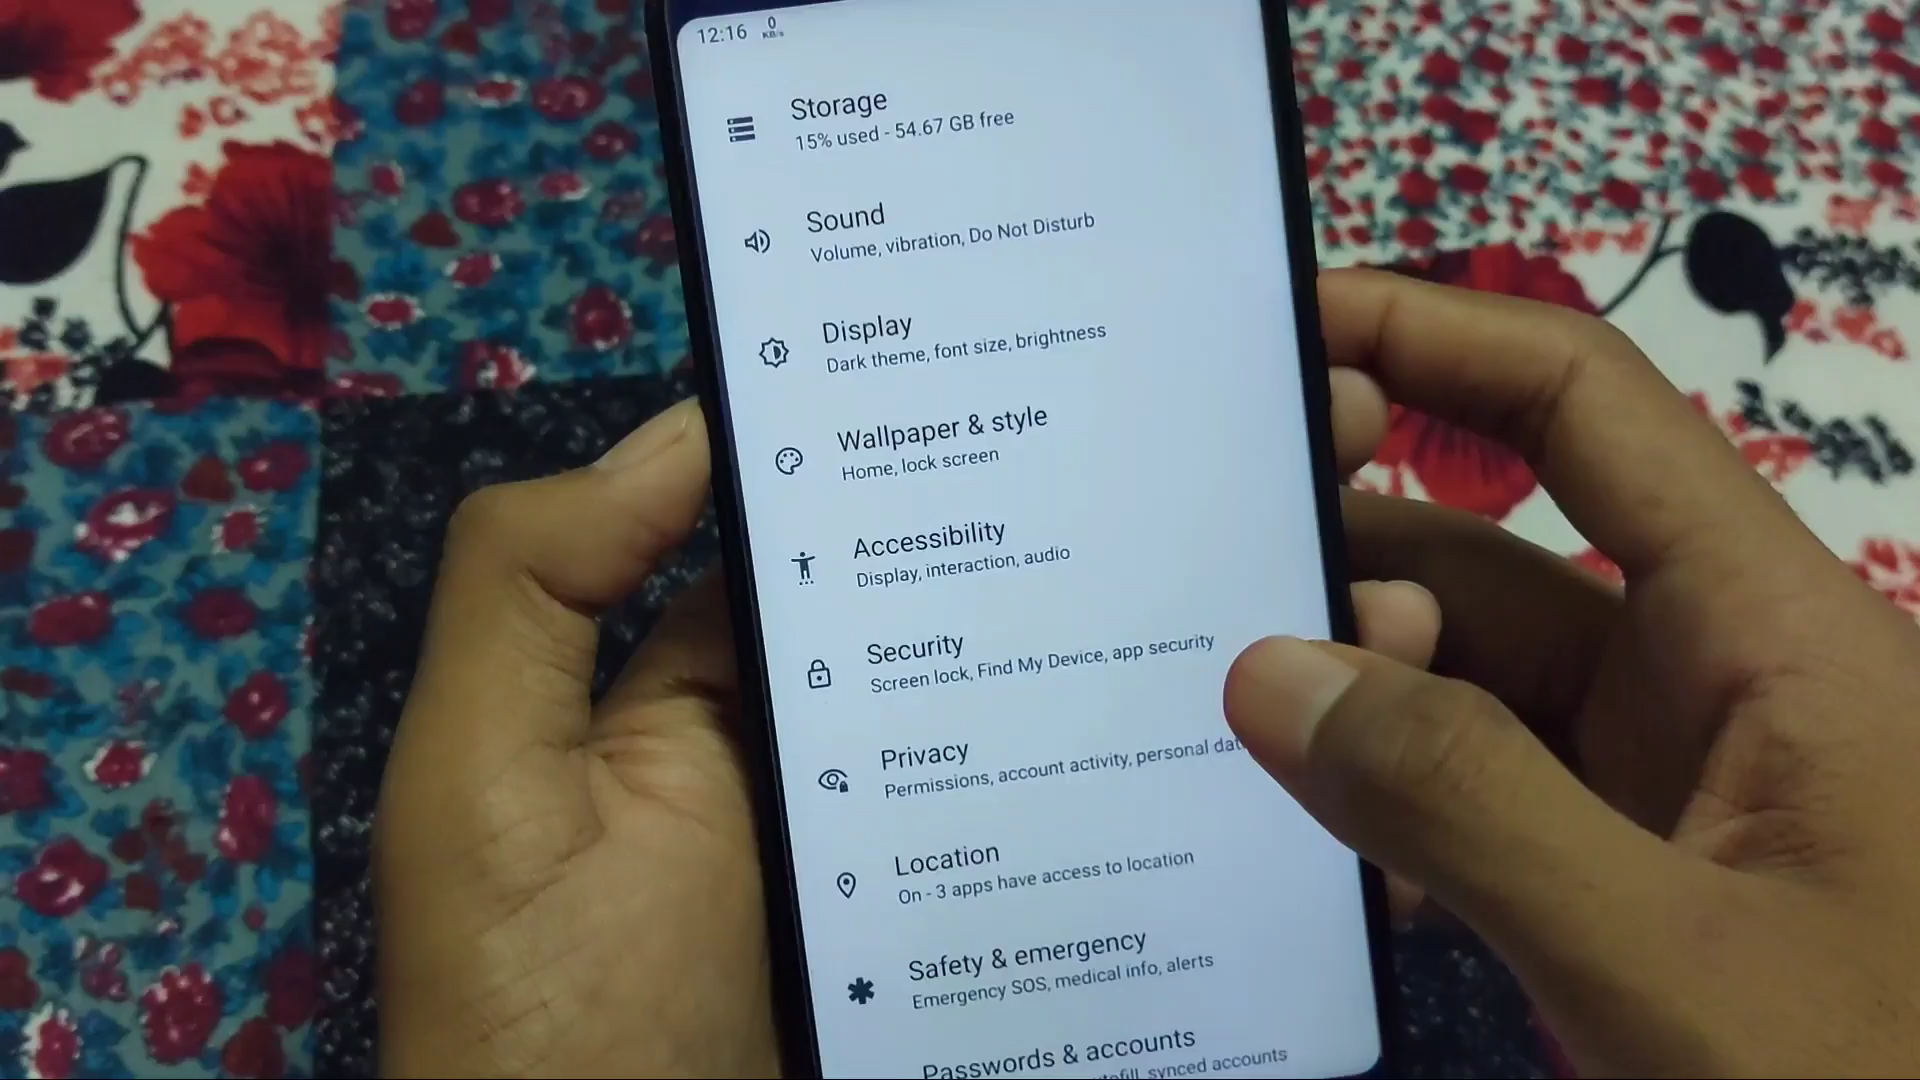 12:16 0 KB/s
Storage
15% used - 54.67 GB free
Sound
Volume, vibration, Do Not Disturb
Display
Dark theme, font size, brightness
Wallpaper & style
Home, lock screen
Accessibility
Display, interaction, audio
Security
Screen lock, Find My Device, app security
Privacy
Permissions, account activity, personal
Location
On - 3 apps have access to location
Safety & emergency
Emergency SOS, medical info, alerts
Passwords & accounts
synced accounts